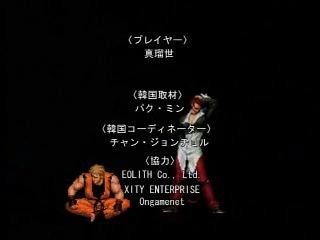 〈プレイヤー〉
真瑠世
〈韓国取材〉
パク・ミン
〈韓国コーディネーター〉
チャン・ジョンチョル
〈協力〉
EOLITH Co., Ltd.
XITY ENTERPRISE
Ongamenet